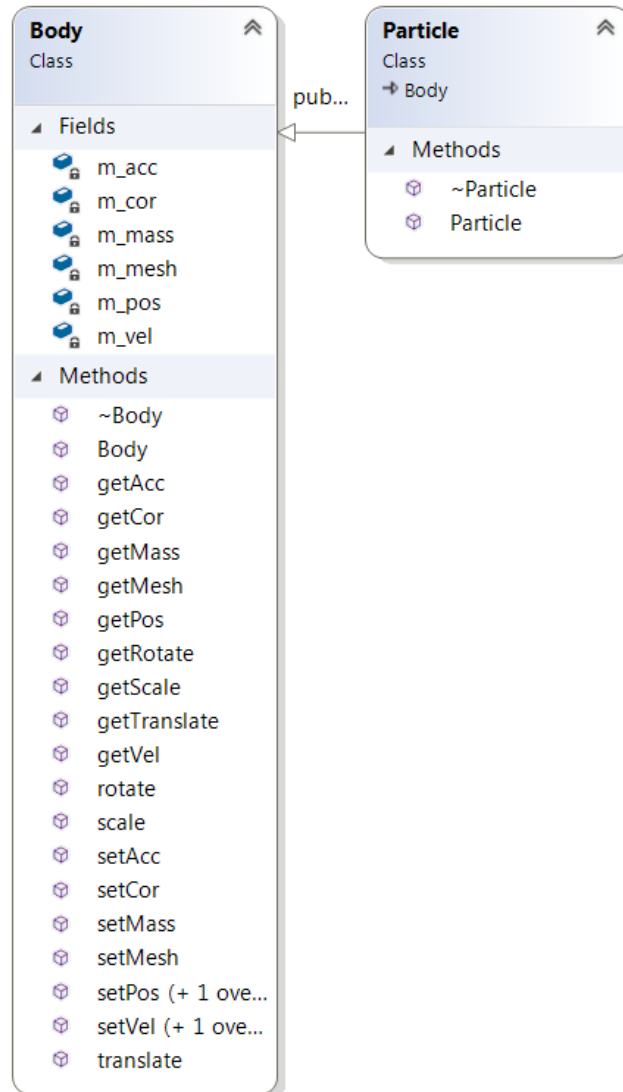 Body
Class
Fields
m_acc
m_cor
m_mass
m_mesh
m_pos
m_vel
Methods
~Body
Body
getAcc
getCor
getMass
getMesh
getPos
getRotate
getScale
getTranslate
getVel
rotate
scale
setAcc
setCor
setMass
setMesh
setPos (+ 1 ove...
setVel (+ 1 ove...
translate
pub...
Particle
Class
Body
Methods
~Particle
Particle